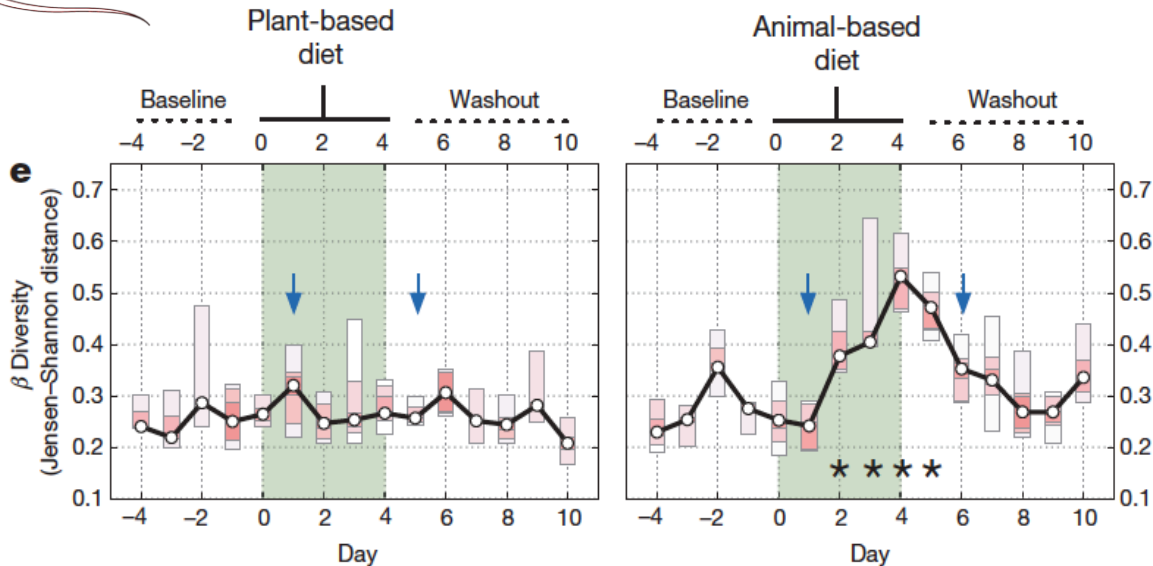 Plant-based
diet
Animal-based
diet
Baseline
Washout
Baseline
Washout
−4 −2 0 2 4 6 8 10
−4 −2 0 2 4 6 8 10
e
β Diversity
(Jensen–Shannon distance)
0.7 0.7
0.6 0.6
0.5 0.5
0.4 0.4
0.3 0.3
0.2 0.2
* * * *
0.1 0.1
−4 −2 0 2 4 6 8 10
−4 −2 0 2 4 6 8 10
Day
Day